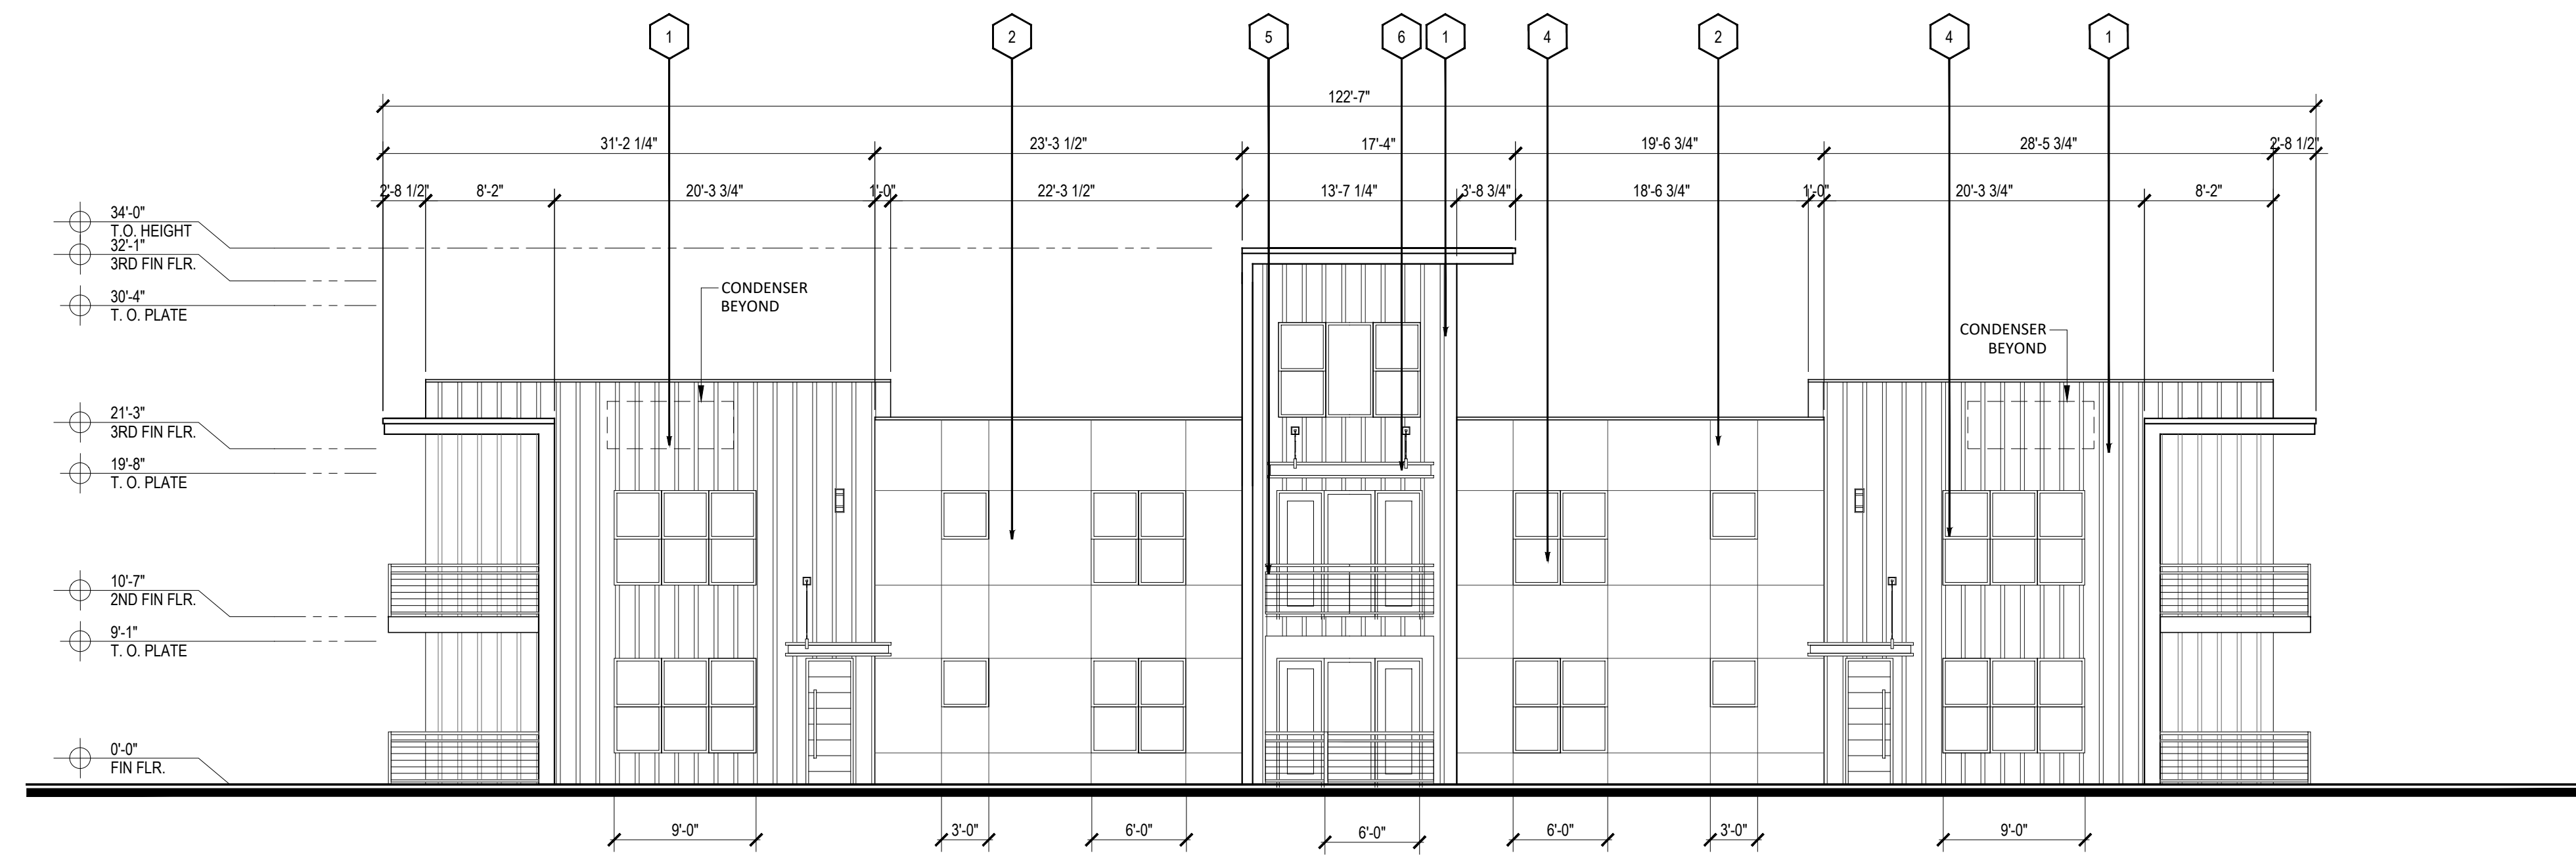 1 2 5 6 1 4 2 4 1
122'-7"
31'-2 1/4" 23'-3 1/2" 17'-4" 19'-6 3/4" 28'-5 3/4" 2'-8 1/2"
2'-8 1/2" 8'-2" 20'-3 3/4" 1'-0" 22'-3 1/2" 13'-7 1/4" 3'-8 3/4" 18'-6 3/4" 1'-0" 20'-3 3/4" 8'-2"
34'-0"
T.O. HEIGHT
32'-1"
3RD FIN FLR.
30'-4"
T. O. PLATE
CONDENSER
BEYOND
CONDENSER
BEYOND
21'-3"
3RD FIN FLR.
19'-8"
T. O. PLATE
10'-7"
2ND FIN FLR.
9'-1"
T. O. PLATE
0'-0"
FIN FLR.
9'-0" 3'-0" 6'-0" 6'-0" 6'-0" 3'-0" 9'-0"